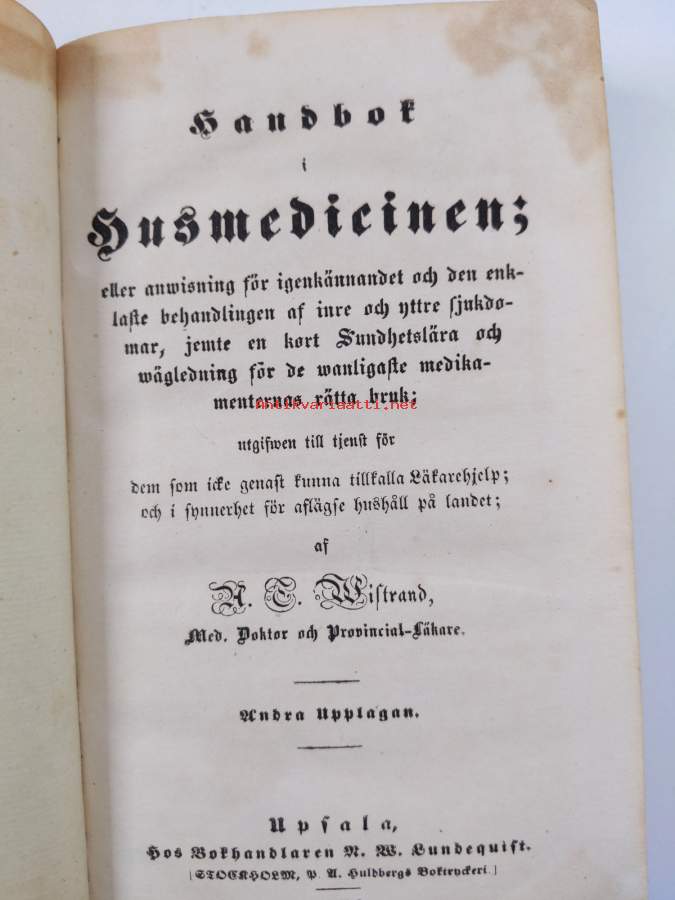 Handbok
i
Husmedicinen;
eller anwisning för igenkännandet och den enk-
laste behandlingen af inre och yttre sjukdo-
mar, jemte en kort Sundhetslära och
wägledning för de wanligaste medika-
menternas rätta bruk;
antikvariaatti.net
utgifwen till tjenst för
dem som icke genast kunna tillkalla Läkarehjelp;
och i synnerhet för aflägse hushåll på landet;
af
A. T. Wistrand,
Med. Doktor och Provincial-Läkare.
Andra Upplagan.
Upsala,
Hos Bokhandlaren N. W. Lundequist.
[STOCKHOLM, P. A. Huldbergs Boktryckeri.]